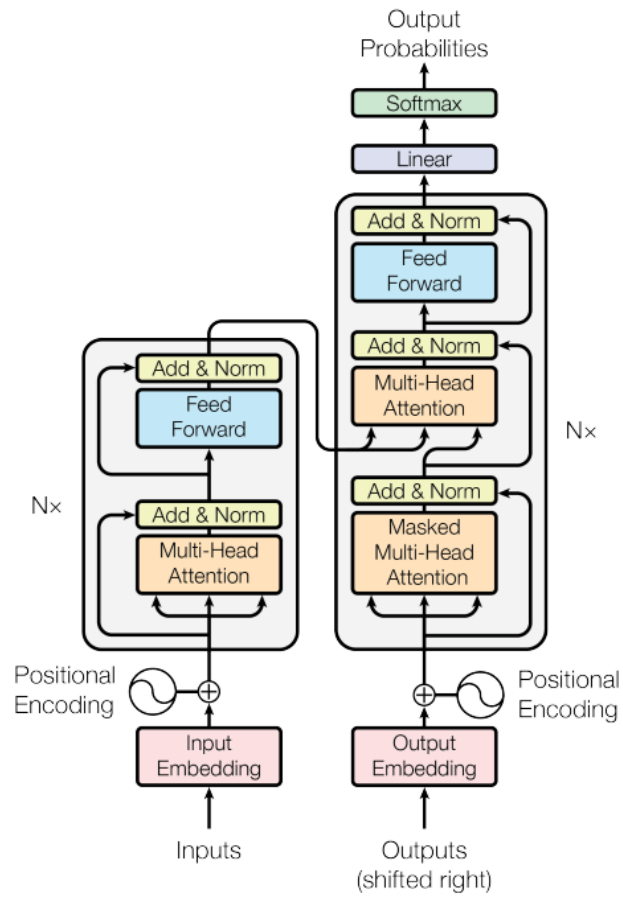 Output
Probabilities
Softmax
Linear
Add & Norm
Feed
Forward
Add & Norm
Multi-Head
Attention
Add & Norm
Masked
Multi-Head
Attention
N×
Add & Norm
Feed
Forward
Add & Norm
Multi-Head
Attention
N×
Positional
Encoding
Positional
Encoding
Input
Embedding
Output
Embedding
Inputs
Outputs
(shifted right)